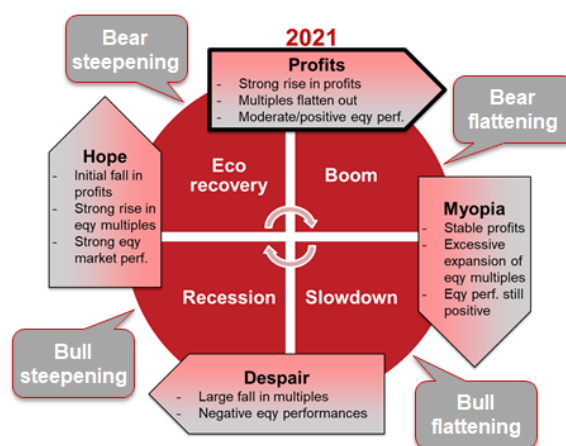 2021
Bear
steepening
Profits
- Strong rise in profits
- Multiples flatten out
- Moderate/positive eqy perf.
Bear
flattening
Hope
- Initial fall in
profits
- Strong rise in
eqy multiples
- Strong eqy
market perf.
Eco
recovery
Boom
Myopia
- Stable profits
- Excessive
expansion of
eqy multiples
- Eqy perf. still
positive
Recession
Slowdown
Bull
steepening
Despair
- Large fall in multiples
- Negative eqy performances
Bull
flattening